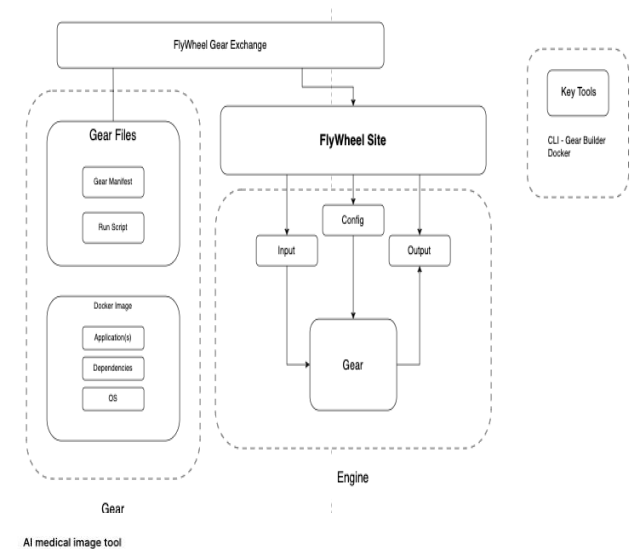 FlyWheel Gear Exchange
Gear Files
Gear Manifest
Run Script
Docker Image
Application(s)
Dependencies
OS
Gear
FlyWheel Site
Config
Input
Output
Gear
Engine
Key Tools
CLI - Gear Builder
Docker
AI medical image tool